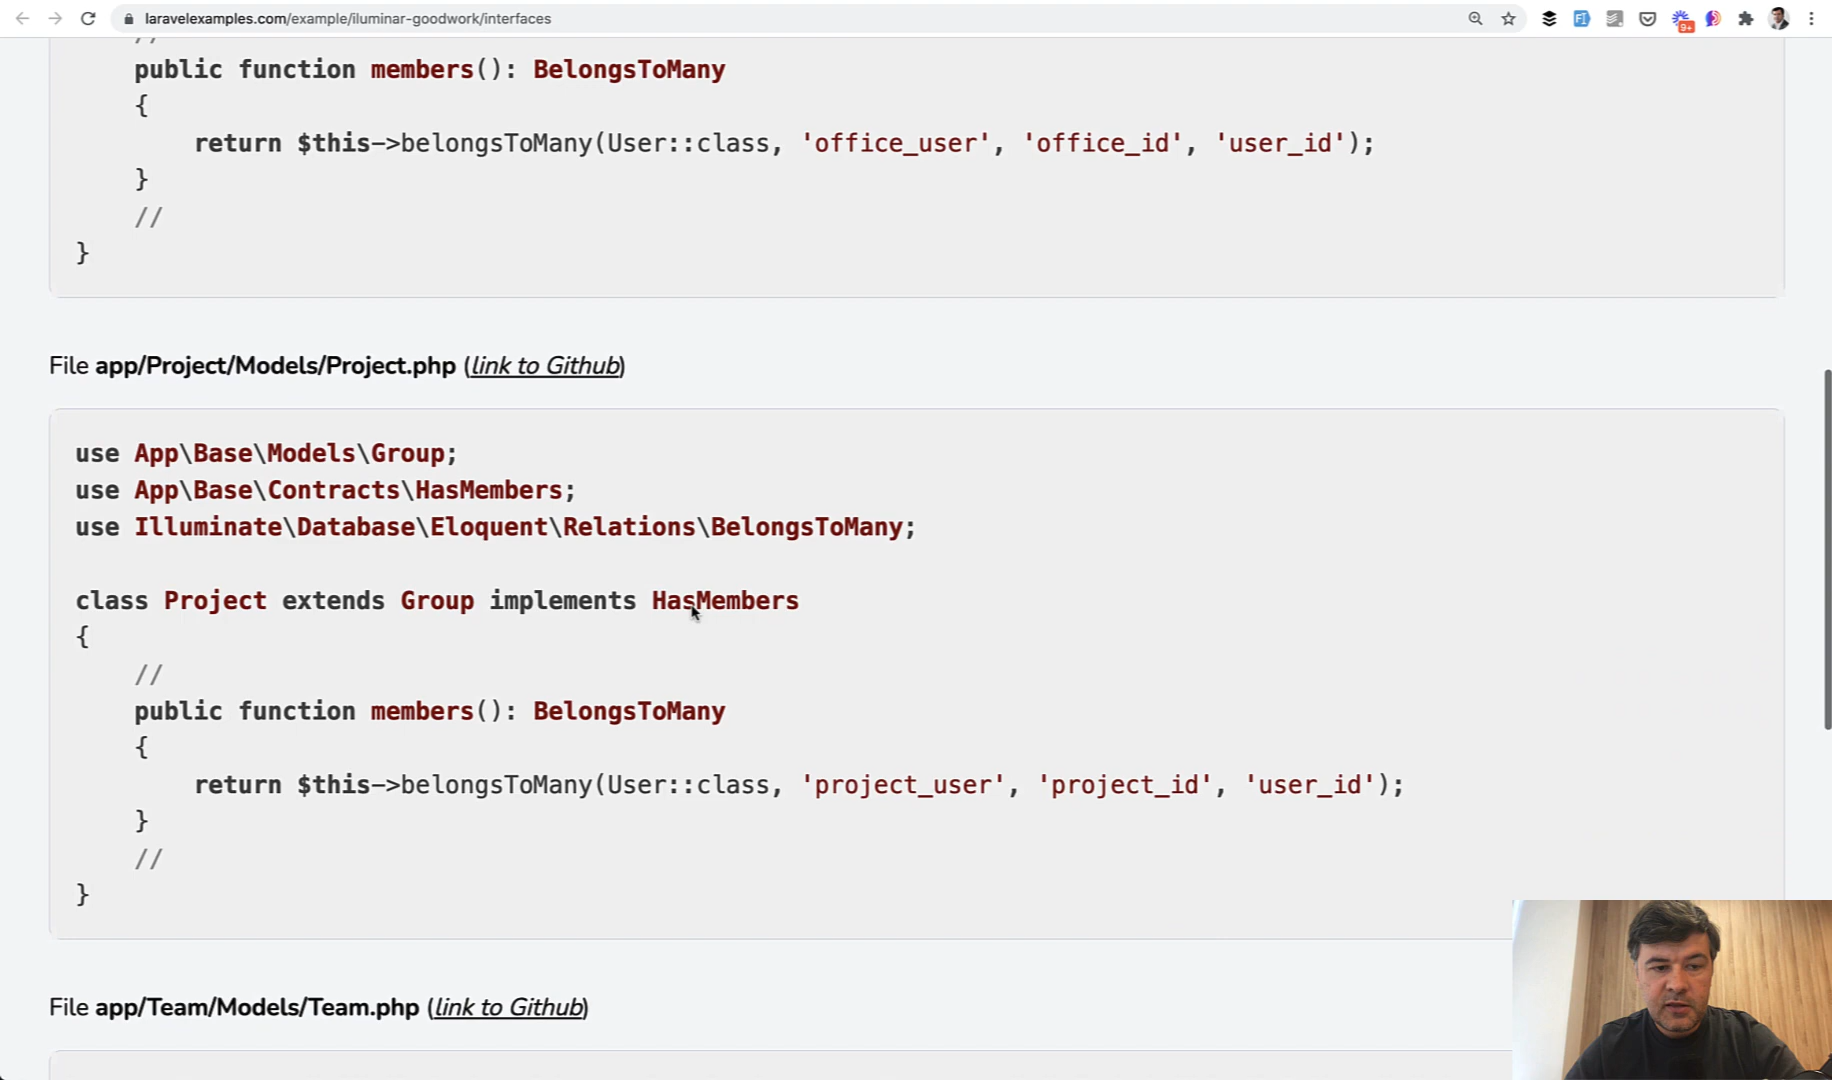 laravelexamples.com/example/iluminar-goodwork/interfaces
9+
//
public function members(): BelongsToMany
{
return $this->belongsToMany(User::class, 'office_user', 'office_id', 'user_id');
}
//
}
File app/Project/Models/Project.php (link to Github)
use App\Base\Models\Group;
use App\Base\Contracts\HasMembers;
use Illuminate\Database\Eloquent\Relations\BelongsToMany;
class Project extends Group implements HasMembers
{
//
public function members(): BelongsToMany
{
return $this->belongsToMany(User::class, 'project_user', 'project_id', 'user_id');
}
//
}
File app/Team/Models/Team.php (link to Github)